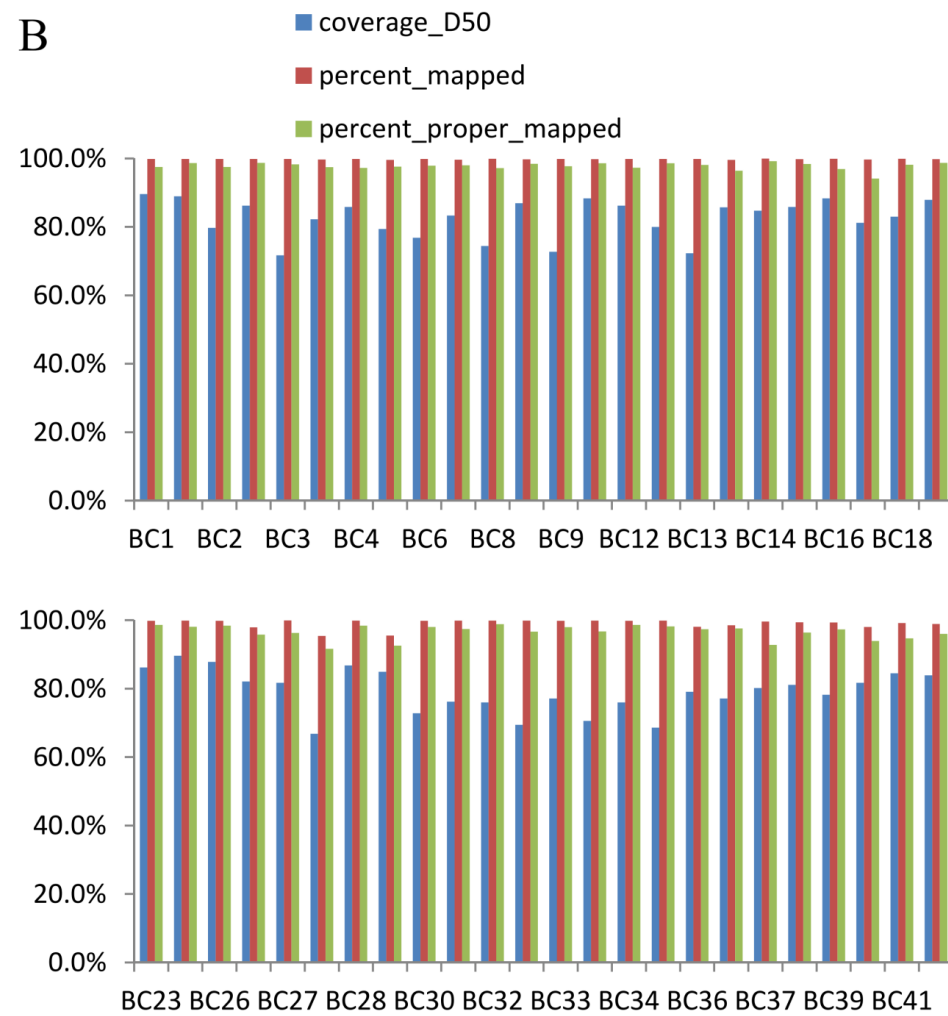 B
coverage_D50
percent_mapped
percent_proper_mapped
100.0%
80.0%
60.0%
40.0%
20.0%
0.0%
BC1 BC2 BC3 BC4 BC6 BC8 BC9 BC12 BC13 BC14 BC16 BC18
100.0%
80.0%
60.0%
40.0%
20.0%
0.0%
BC23 BC26 BC27 BC28 BC30 BC32 BC33 BC34 BC36 BC37 BC39 BC41